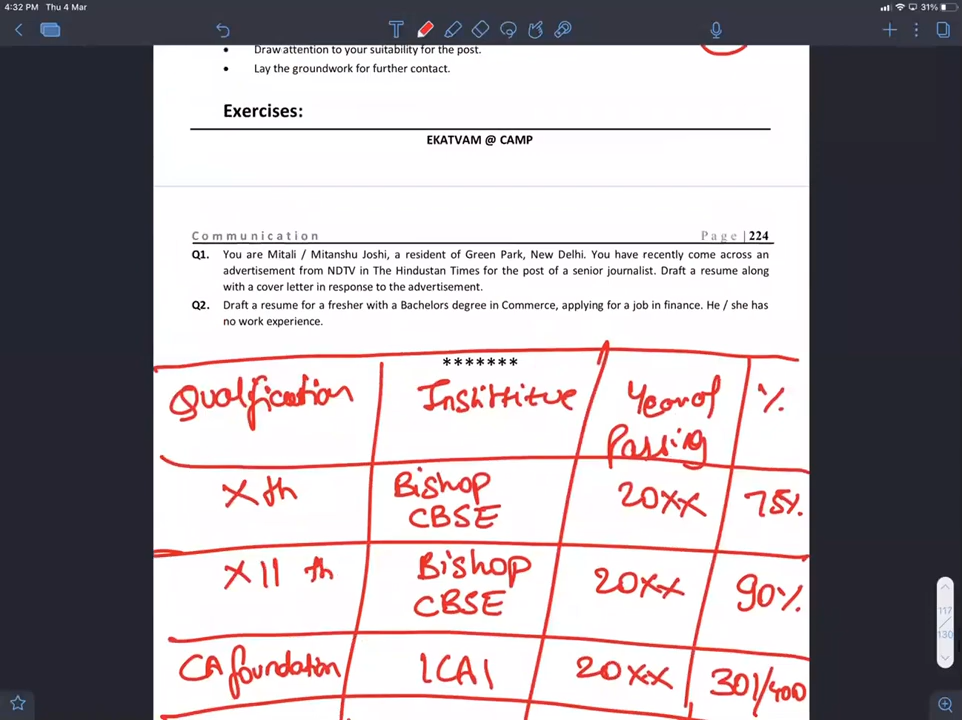 4:32 PM Thu 4 Mar
31%
• Draw attention to your suitability for the post.
• Lay the groundwork for further contact.
Exercises:
EKATVAM @ CAMP
Communication
Page | 224
Q1. You are Mitali / Mitanshu Joshi, a resident of Green Park, New Delhi. You have recently come across an
advertisement from NDTV in The Hindustan Times for the post of a senior journalist. Draft a resume along
with a cover letter in response to the advertisement.
Q2. Draft a resume for a fresher with a Bachelors degree in Commerce, applying for a job in finance. He / she has
no work experience.
*******
Qualification Instittitue Year of %
Passing
Xth Bishop 20XX 75%
CBSE
XII th Bishop 20XX 90%
CBSE
CA foundation ICAI 20XX 301/400
117
130